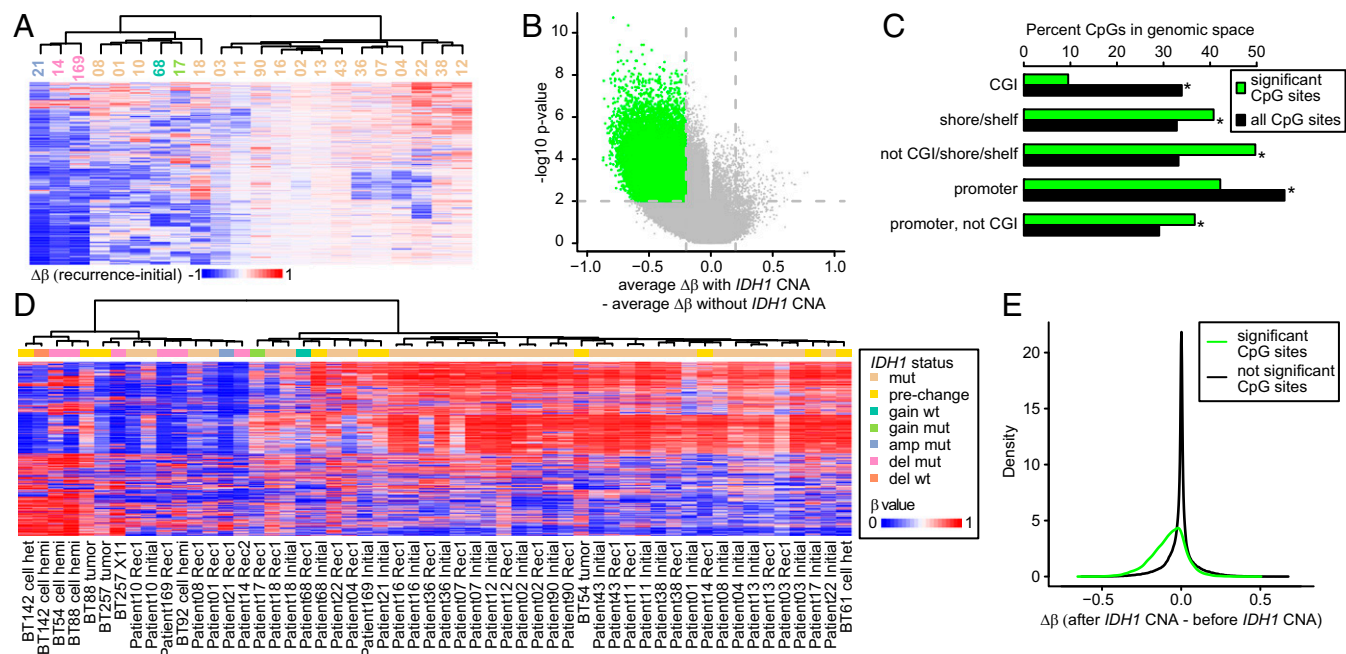 A
21 14 169 08 01 10 68 17 18 03 11 90 16 02 13 43 36 07 04 22 38 12
Δβ (recurrence-initial) -1 1
B
10
8
6
4
2
0
-log10 p-value
−1.0 −0.5 0.0 0.5 1.0
average Δβ with IDH1 CNA
- average Δβ without IDH1 CNA
C
Percent CpGs in genomic space
0 10 20 30 40 50
CGI
shore/shelf
not CGI/shore/shelf
promoter
promoter, not CGI
*
*
*
*
*
significant
CpG sites
all CpG sites
D
BT142 cell het
BT142 cell hemi
BT54 cell hemi
BT88 cell hemi
BT88 tumor
BT257 tumor
BT257 X11
Patient10 Rec1
Patient10 Initial
Patient169 Rec1
BT92 cell hemi
Patient08 Rec1
Patient01 Rec1
Patient21 Rec1
Patient14 Rec2
Patient17 Rec1
Patient18 Rec1
Patient18 Initial
Patient68 Rec1
Patient68 Initial
Patient22 Rec1
Patient04 Rec1
Patient169 Initial
Patient21 Initial
Patient16 Initial
Patient16 Rec1
Patient36 Rec1
Patient36 Initial
Patient07 Rec1
Patient07 Initial
Patient12 Initial
Patient12 Rec1
Patient02 Initial
Patient02 Rec1
Patient90 Initial
Patient90 Rec1
BT54 tumor
Patient43 Initial
Patient43 Rec1
Patient11 Rec1
Patient11 Initial
Patient38 Initial
Patient38 Rec1
Patient01 Initial
Patient14 Rec1
Patient08 Initial
Patient04 Initial
Patient13 Initial
Patient13 Rec1
Patient03 Rec1
Patient03 Initial
Patient17 Initial
Patient22 Initial
BT61 cell het
IDH1 status
mut
pre-change
gain wt
gain mut
amp mut
del mut
del wt
β value
0 1
E
20
15
10
5
0
Density
−0.5 0.0 0.5
Δβ (after IDH1 CNA - before IDH1 CNA)
significant
CpG sites
not significant
CpG sites